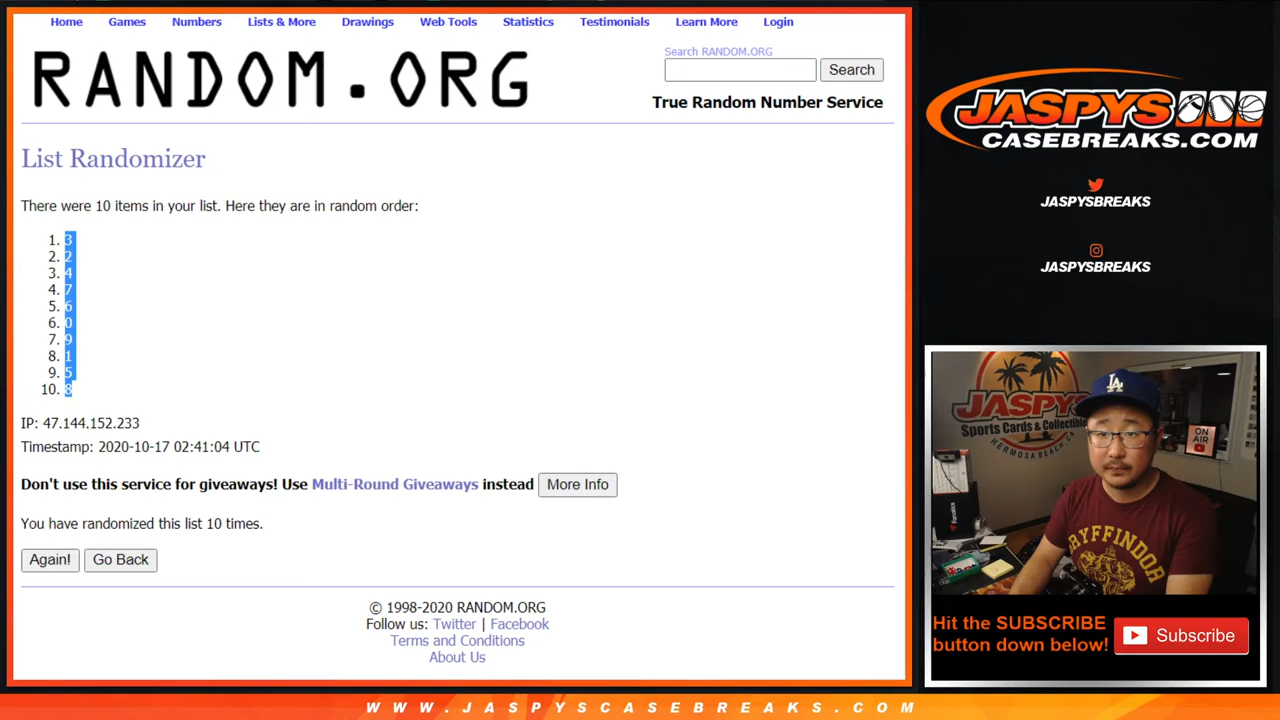 Home Games Numbers Lists & More Drawings Web Tools Statistics Testimonials Learn More Login
RANDOM.ORG
Search RANDOM.ORG
Search
True Random Number Service
List Randomizer
There were 10 items in your list. Here they are in random order:
1. 3
2. 2
3. 4
4. 7
5. 6
6. 0
7. 9
8. 1
9. 5
10. 8
IP: 47.144.152.233
Timestamp: 2020-10-17 02:41:04 UTC
Don't use this service for giveaways! Use Multi-Round Giveaways instead More Info
You have randomized this list 10 times.
Again! Go Back
© 1998-2020 RANDOM.ORG
Follow us: Twitter | Facebook
Terms and Conditions
About Us
JASPYS
CASEBREAKS.COM
JASPYSBREAKS
JASPYSBREAKS
JASPYS
Sports Cards & Collectibles
HERMOSA BEACH, CA
ON
AIR
Fanatics
LA
GRYFFINDOR
Hit the SUBSCRIBE
button down below!
Subscribe
WWW.JASPYSCASEBREAKS.COM